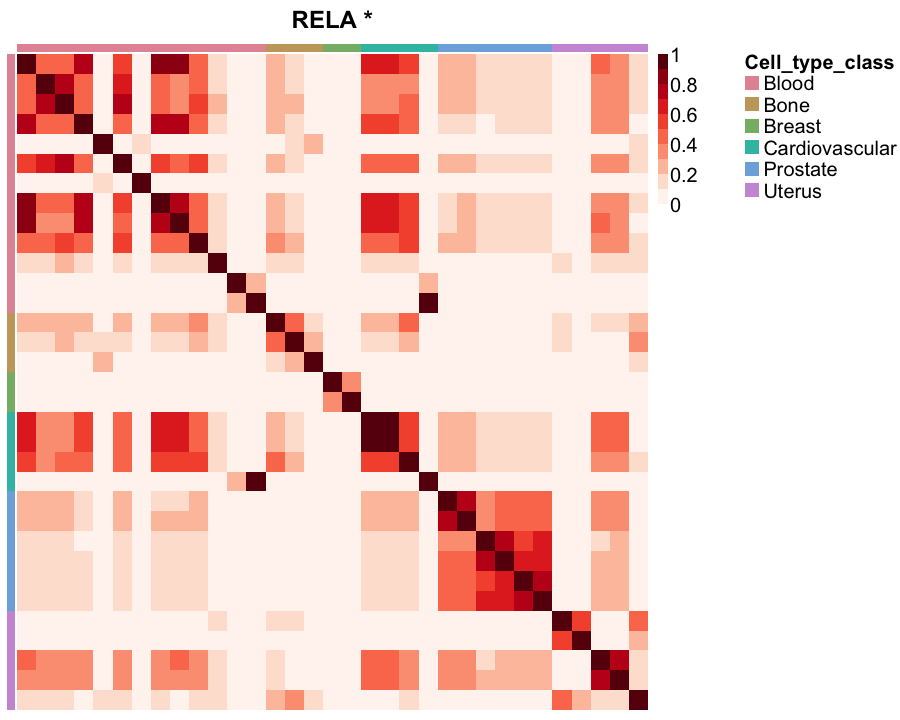 RELA *
1
0.8
0.6
0.4
0.2
0
Cell_type_class
Blood
Bone
Breast
Cardiovascular
Prostate
Uterus